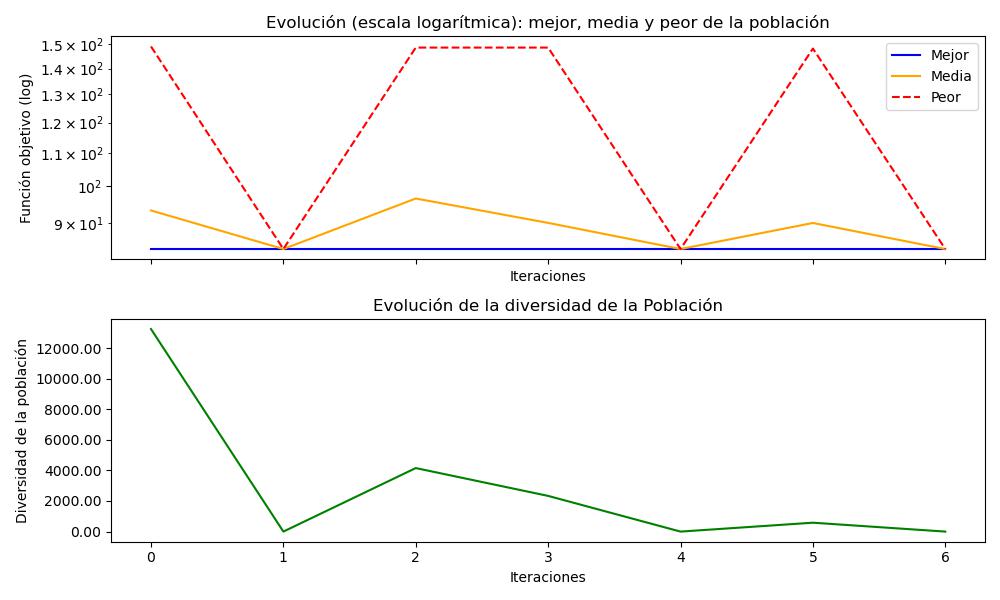 Evolución (escala logarítmica): mejor, media y peor de la población
Función objetivo (log)
1.5 × 10²
1.4 × 10²
1.3 × 10²
1.2 × 10²
1.1 × 10²
10²
9 × 10¹
Mejor
Media
Peor
Iteraciones
Evolución de la diversidad de la Población
Diversidad de la población
12000.00
10000.00
8000.00
6000.00
4000.00
2000.00
0.00
0 1 2 3 4 5 6
Iteraciones